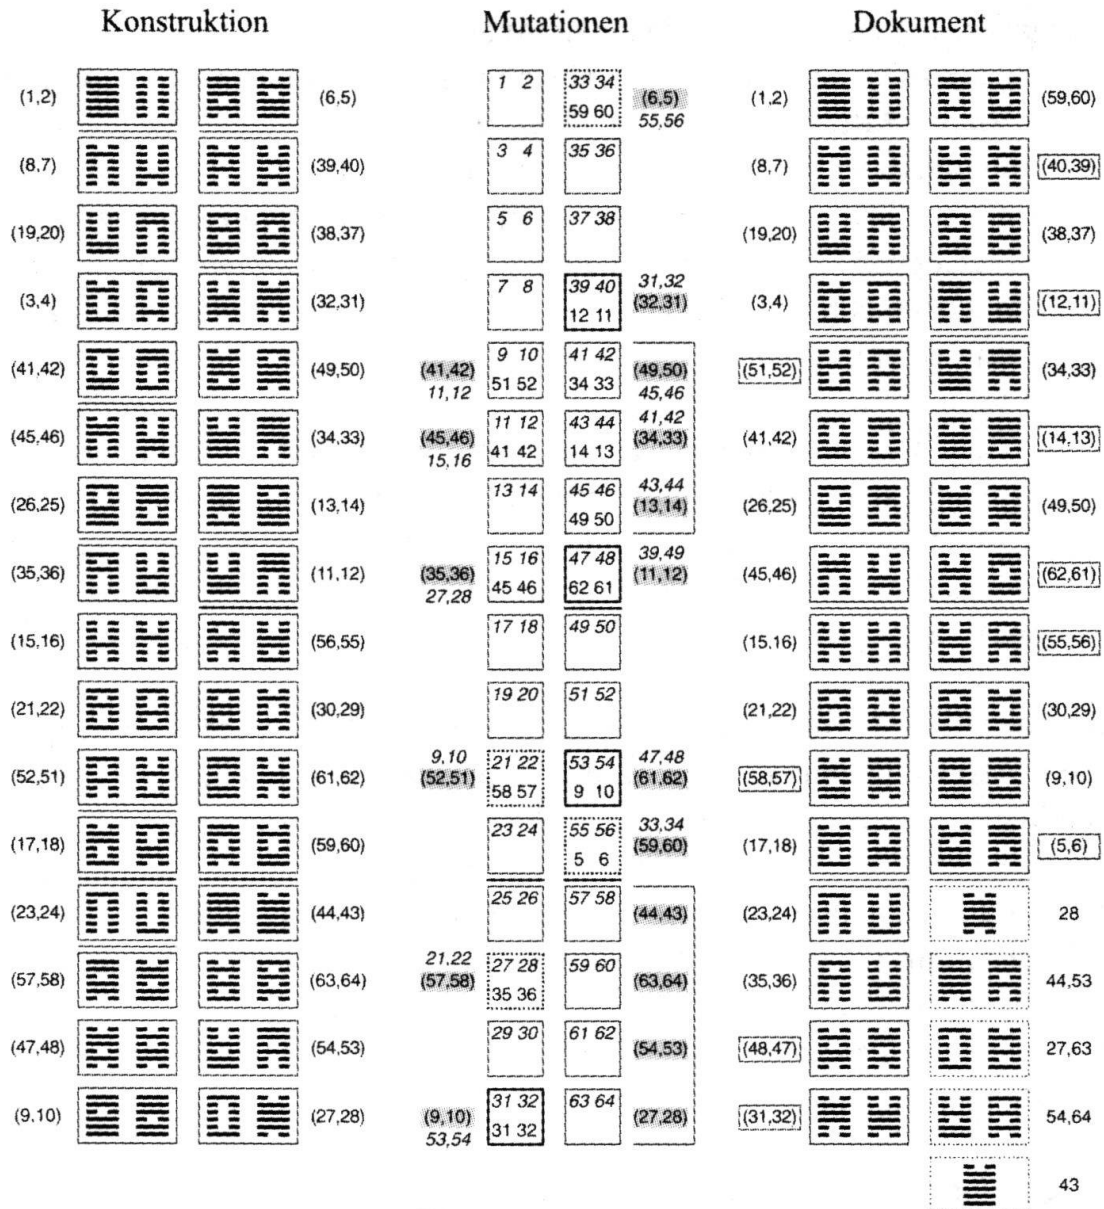 Konstruktion Mutationen Dokument
(1,2) (6,5) 1 2 33 34 (6,5) (1,2) (59,60)
59 60 55,56
(8,7) (39,40) 3 4 35 36 (8,7) (40,39)
(19,20) (38,37) 5 6 37 38 (19,20) (38,37)
(3,4) (32,31) 7 8 39 40 31,32 (3,4) (12,11)
12 11 (32,31)
(41,42) (49,50) (41,42) 9 10 41 42 (49,50) (51,52) (34,33)
11,12 51 52 34 33 45,46
(45,46) (34,33) (45,46) 11 12 43 44 41,42 (41,42) (14,13)
15,16 41 42 14 13 (34,33)
(26,25) (13,14) 13 14 45 46 43,44 (26,25) (49,50)
49 50 (13,14)
(35,36) (11,12) (35,36) 15 16 47 48 39,49 (45,46) (62,61)
27,28 45 46 62 61 (11,12)
(15,16) (56,55) 17 18 49 50 (15,16) (55,56)
(21,22) (30,29) 19 20 51 52 (21,22) (30,29)
(52,51) (61,62) 9,10 21 22 53 54 47,48 (58,57) (9,10)
(52,51) 58 57 9 10 (61,62)
(17,18) (59,60) 23 24 55 56 33,34 (17,18) (5,6)
5 6 (59,60)
(23,24) (44,43) 25 26 57 58 (44,43) (23,24) 28
(57,58) (63,64) 21,22 27 28 59 60 (63,64) (35,36) 44,53
(57,58) 35 36
(47,48) (54,53) 29 30 61 62 (54,53) (48,47) 27,63
(9,10) (27,28) (9,10) 31 32 63 64 (27,28) (31,32) 54,64
53,54 31 32
43